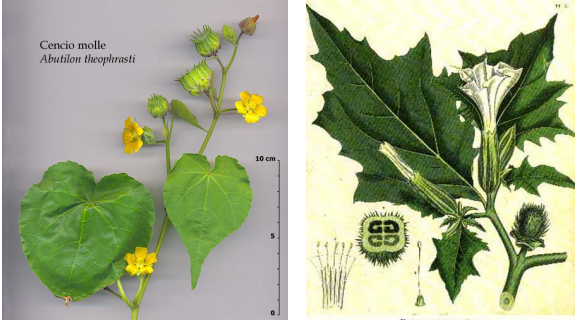 Cencio molle
Abutilon theophrasti
10 cm
5
0